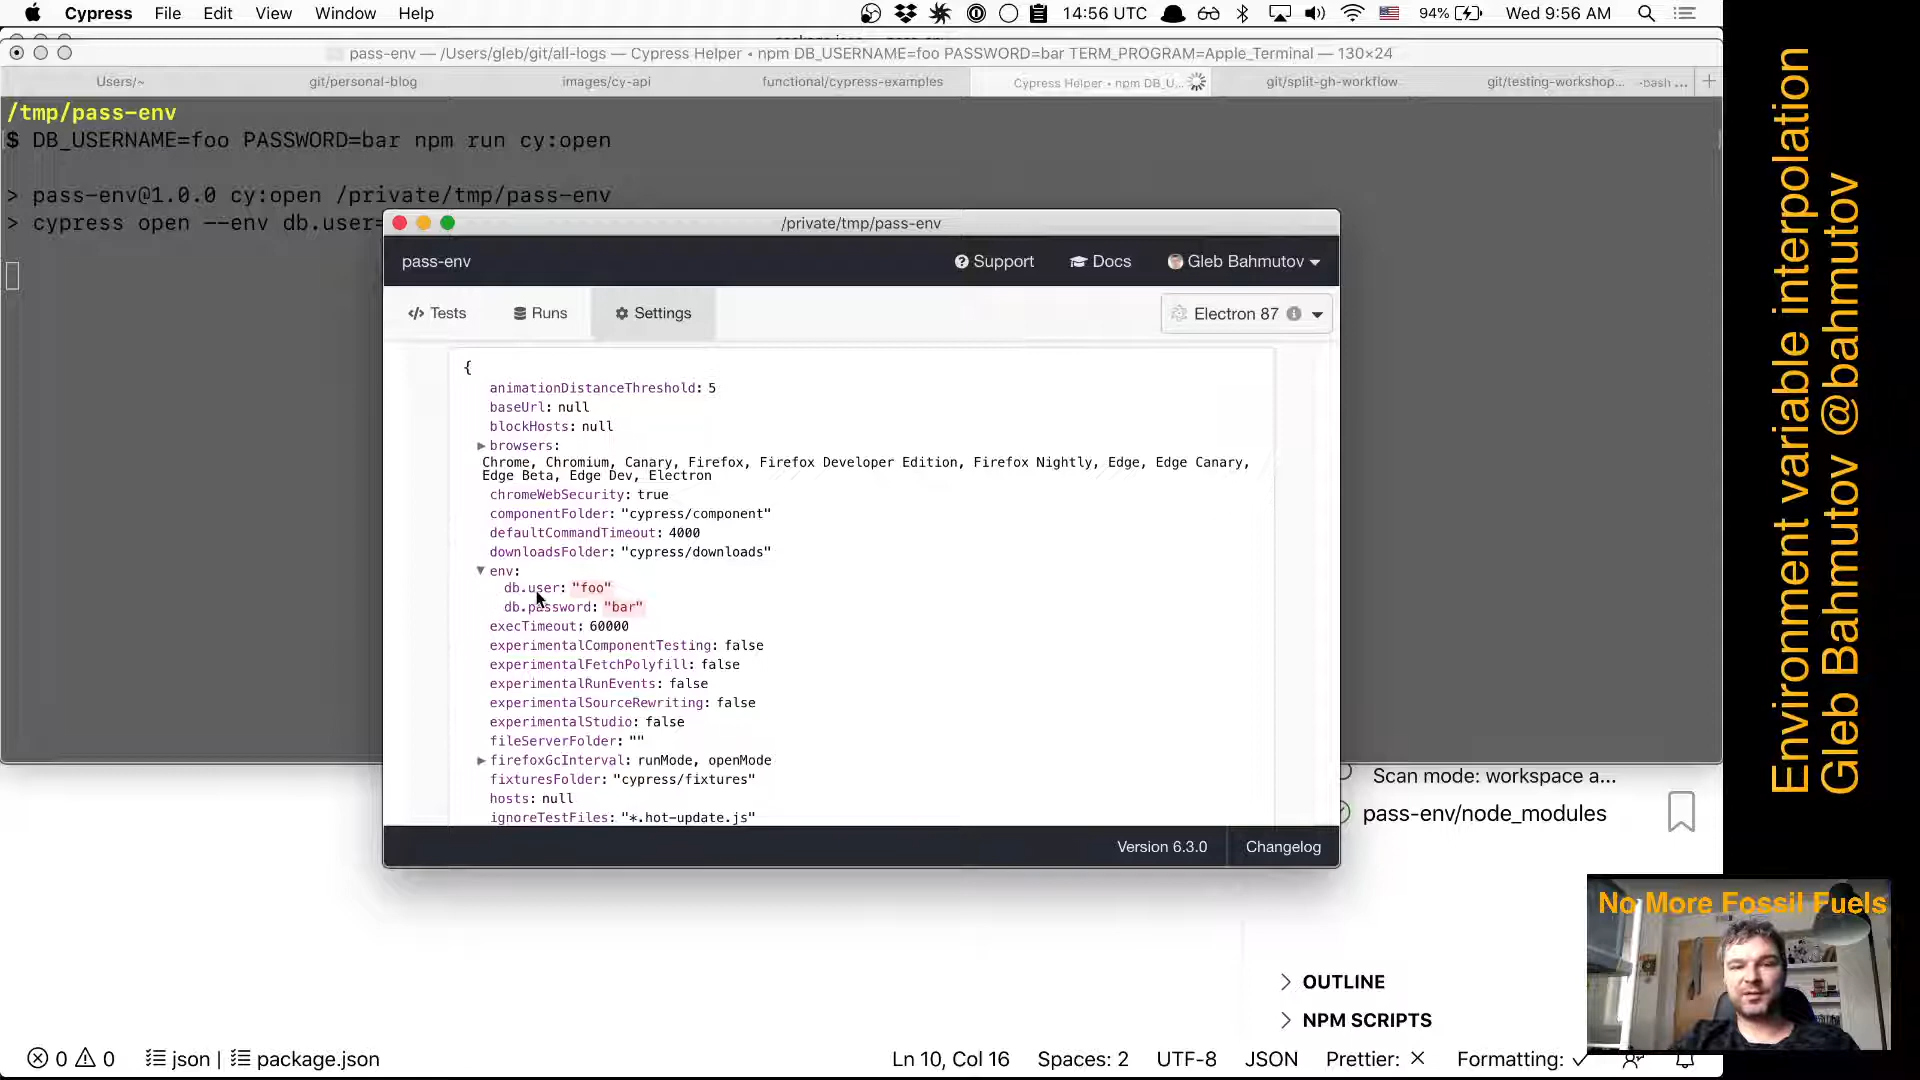 Cypress File Edit View Window Help 14:56 UTC 94% Wed 9:56 AM
pass-env — /Users/gleb/git/all-logs — Cypress Helper • npm DB_USERNAME=foo PASSWORD=bar TERM_PROGRAM=Apple_Terminal — 130×24
Users/~ git/personal-blog images/cy-api functional/cypress-examples Cypress Helper • npm DB_U... git/split-gh-workflow git/testing-workshop... -bash ...
/tmp/pass-env
$ DB_USERNAME=foo PASSWORD=bar npm run cy:open
> pass-env@1.0.0 cy:open /private/tmp/pass-env
> cypress open --env db.user=
/private/tmp/pass-env
pass-env Support Docs Gleb Bahmutov
Tests Runs Settings Electron 87
{
animationDistanceThreshold: 5
baseUrl: null
blockHosts: null
browsers:
Chrome, Chromium, Canary, Firefox, Firefox Developer Edition, Firefox Nightly, Edge, Edge Canary,
Edge Beta, Edge Dev, Electron
chromeWebSecurity: true
componentFolder: "cypress/component"
defaultCommandTimeout: 4000
downloadsFolder: "cypress/downloads"
env:
db.user: "foo"
db.password: "bar"
execTimeout: 60000
experimentalComponentTesting: false
experimentalFetchPolyfill: false
experimentalRunEvents: false
experimentalSourceRewriting: false
experimentalStudio: false
fileServerFolder: ""
firefoxGcInterval: runMode, openMode
fixturesFolder: "cypress/fixtures"
hosts: null
ignoreTestFiles: "*.hot-update.js"
Version 6.3.0 Changelog
Scan mode: workspace a...
pass-env/node_modules
OUTLINE
NPM SCRIPTS
0 0 json | package.json Ln 10, Col 16 Spaces: 2 UTF-8 JSON Prettier: Formatting:
Environment variable interpolation
Gleb Bahmutov @bahmutov
No More Fossil Fuels